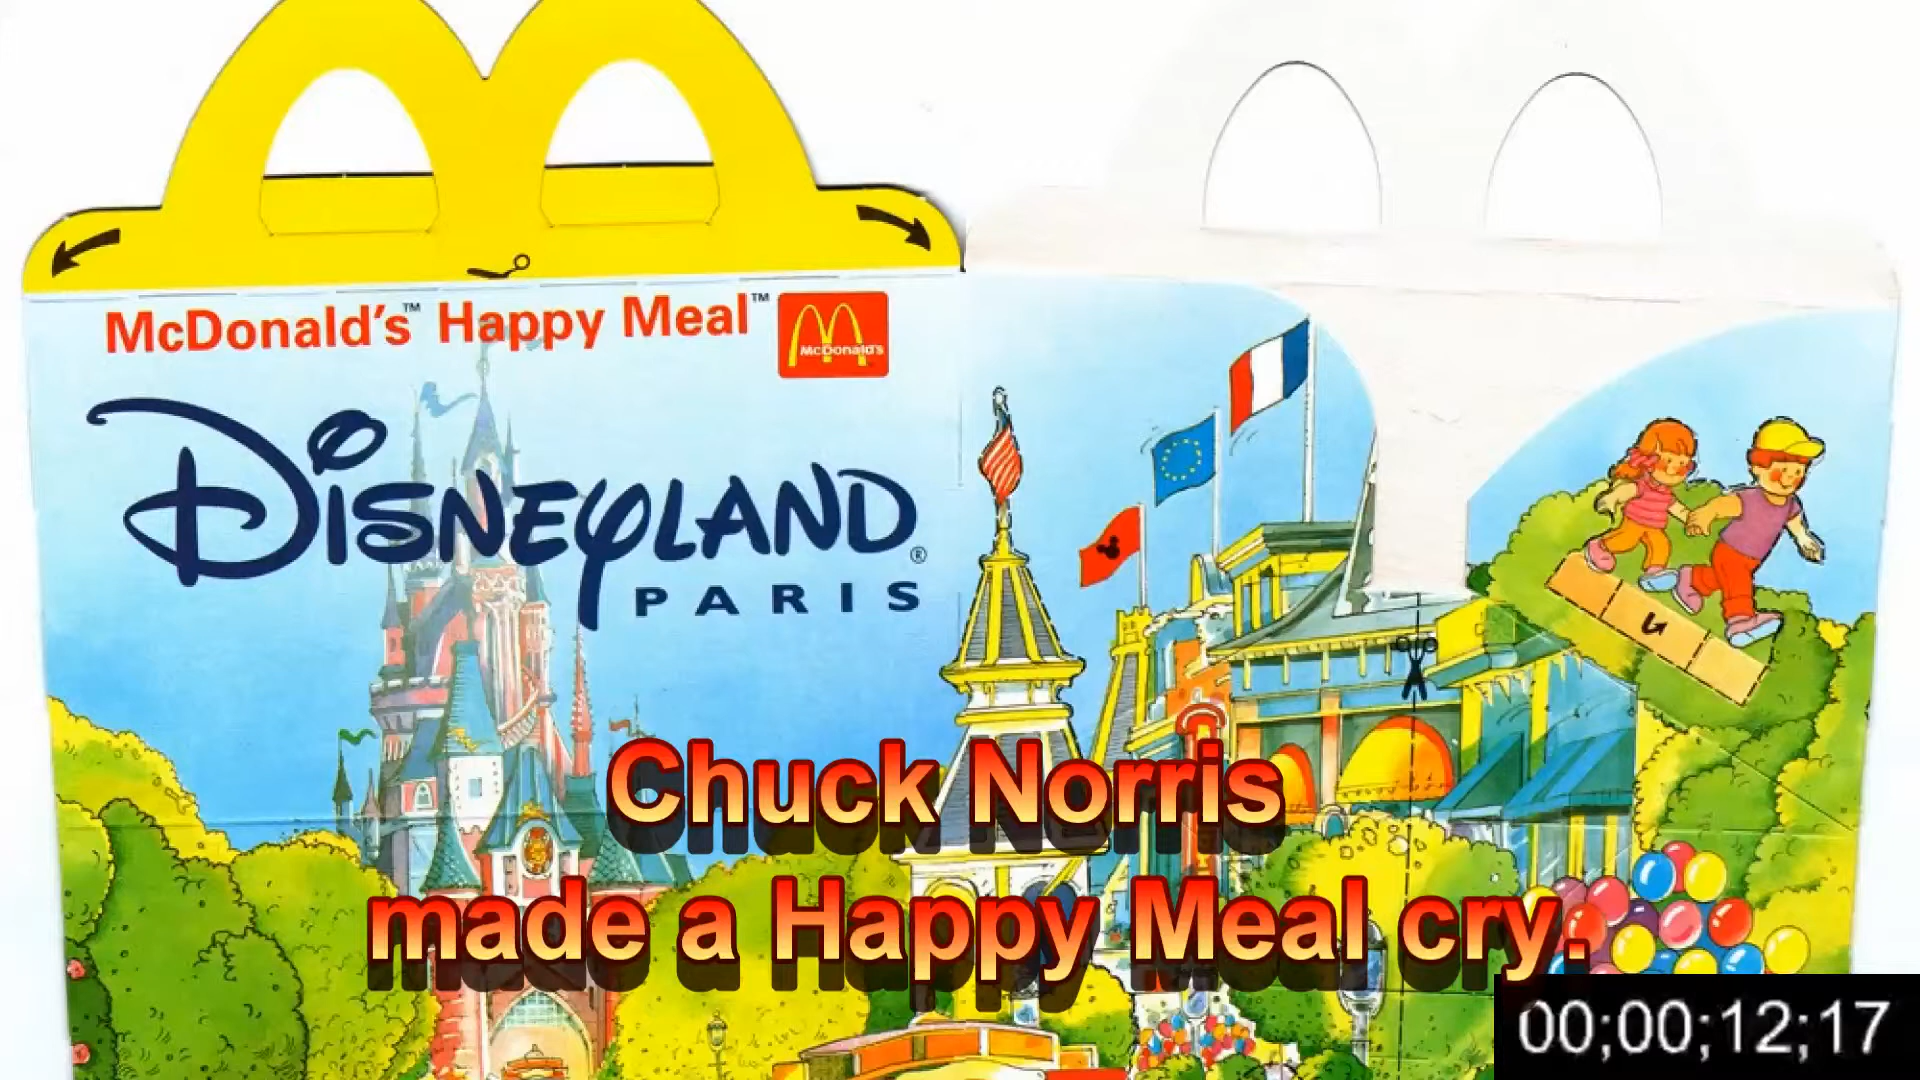 McDonald's™ Happy Meal™
McDonald's
DISNEYLAND®
PARIS
Chuck Norris
made a Happy Meal cry.
00;00;12;17